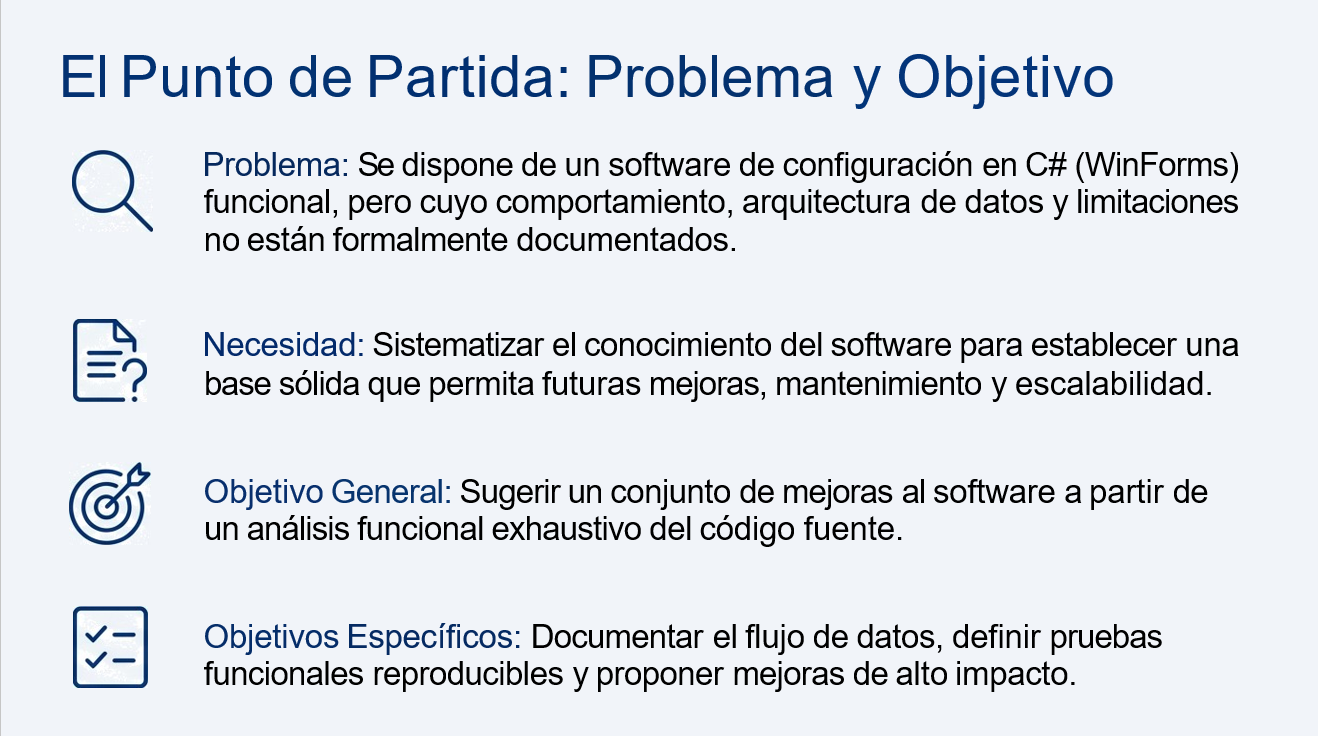 El Punto de Partida: Problema y Objetivo
Problema: Se dispone de un software de configuración en C# (WinForms)
funcional, pero cuyo comportamiento, arquitectura de datos y limitaciones
no están formalmente documentados.
Necesidad: Sistematizar el conocimiento del software para establecer una
base sólida que permita futuras mejoras, mantenimiento y escalabilidad.
Objetivo General: Sugerir un conjunto de mejoras al software a partir de
un análisis funcional exhaustivo del código fuente.
Objetivos Específicos: Documentar el flujo de datos, definir pruebas
funcionales reproducibles y proponer mejoras de alto impacto.